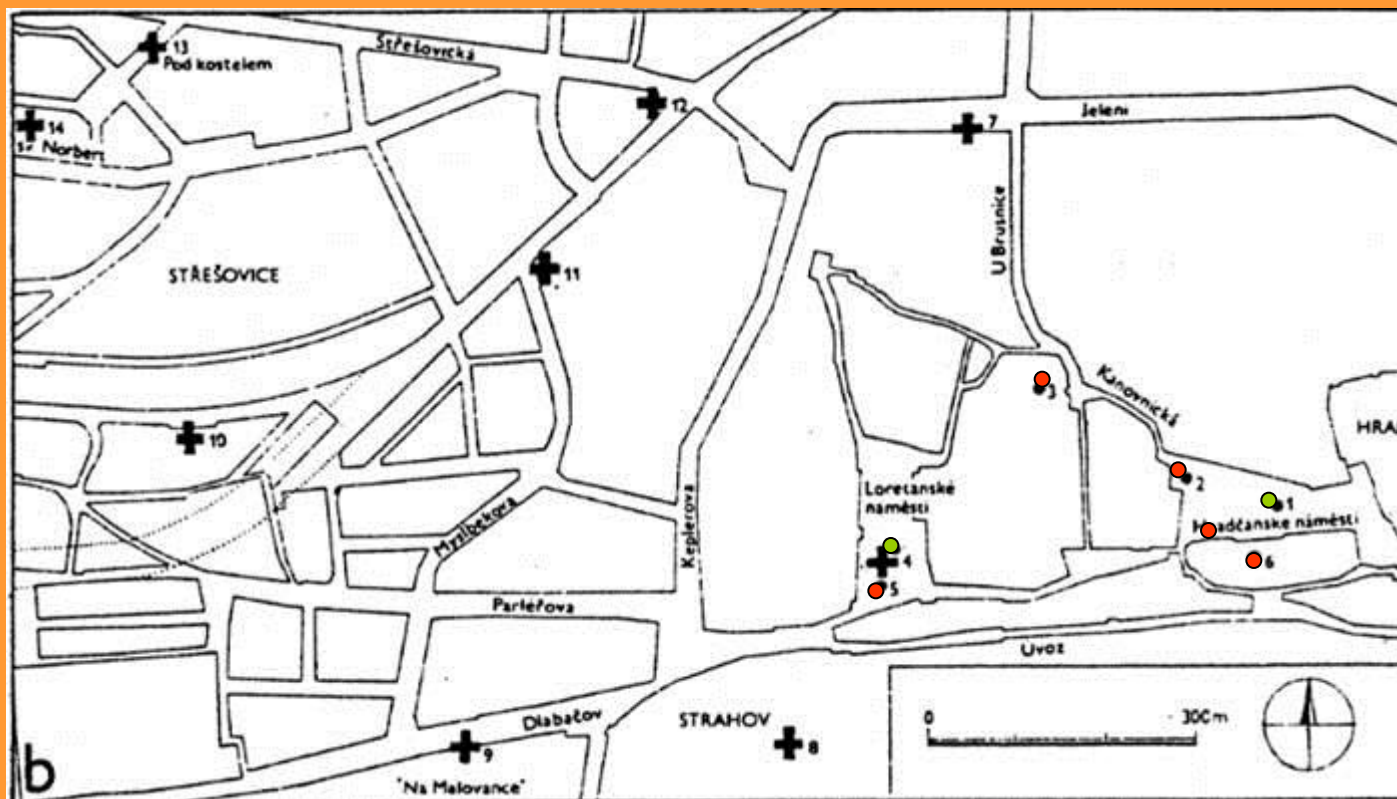 13
Pod kostelem
Střešovická
12
7
Jelení
14
sv. Norbert
U Brusnice
STŘEŠOVICE
11
3
Kanovnická
10
HRA
2
Loretánské
náměstí
1
Hradčanské náměstí
Myslbekova
Keplerova
4
6
5
Parléřova
Úvoz
Dlabačov
STRAHOV
0
300m
8
9
"Na Malovance"
b